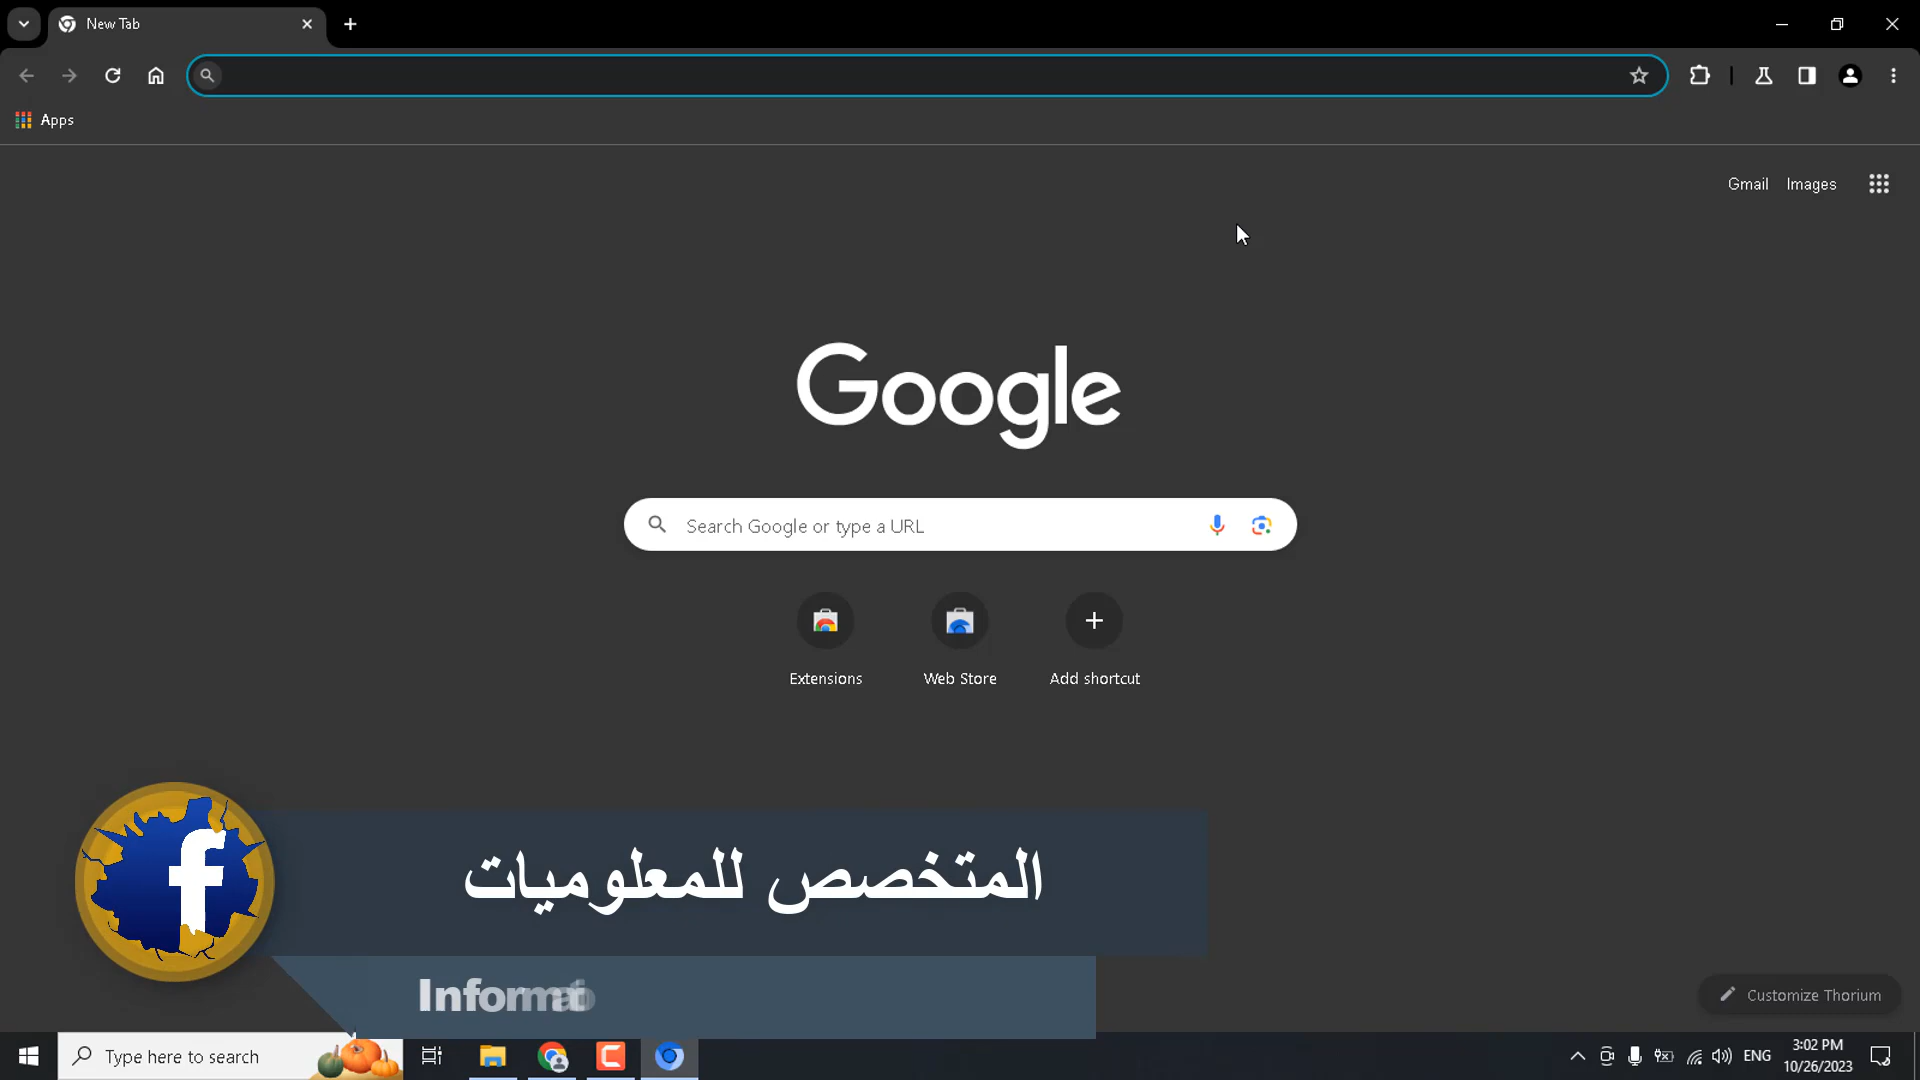 New Tab
Apps
Gmail Images
Google
Search Google or type a URL
Extensions Web Store Add shortcut
المتخصص للمعلوميات
Customize Thorium
Type here to search
ENG
3:02 PM
10/26/2023